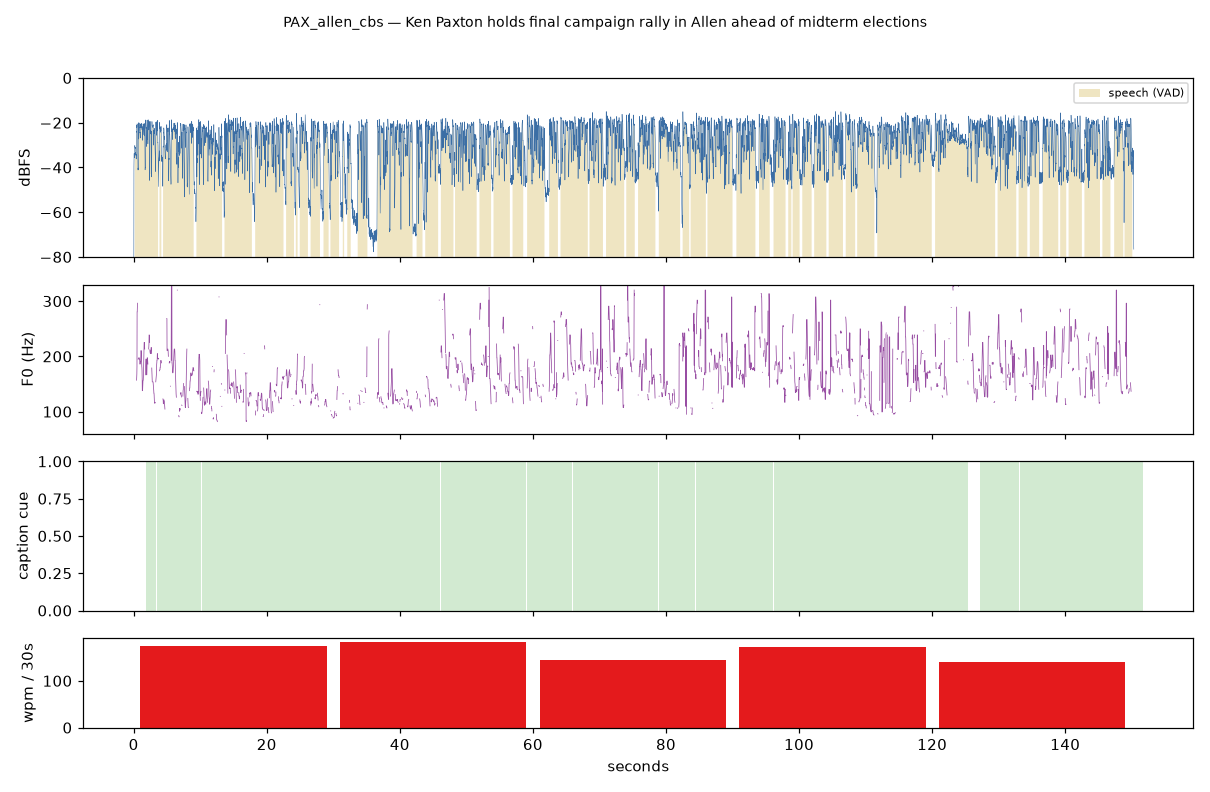 PAX_allen_cbs — Ken Paxton holds final campaign rally in Allen ahead of midterm elections
0
−20
−40
−60
−80
dBFS
speech (VAD)
300
200
100
F0 (Hz)
1.00
0.75
0.50
0.25
0.00
caption cue
100
0
wpm / 30s
0 20 40 60 80 100 120 140
seconds